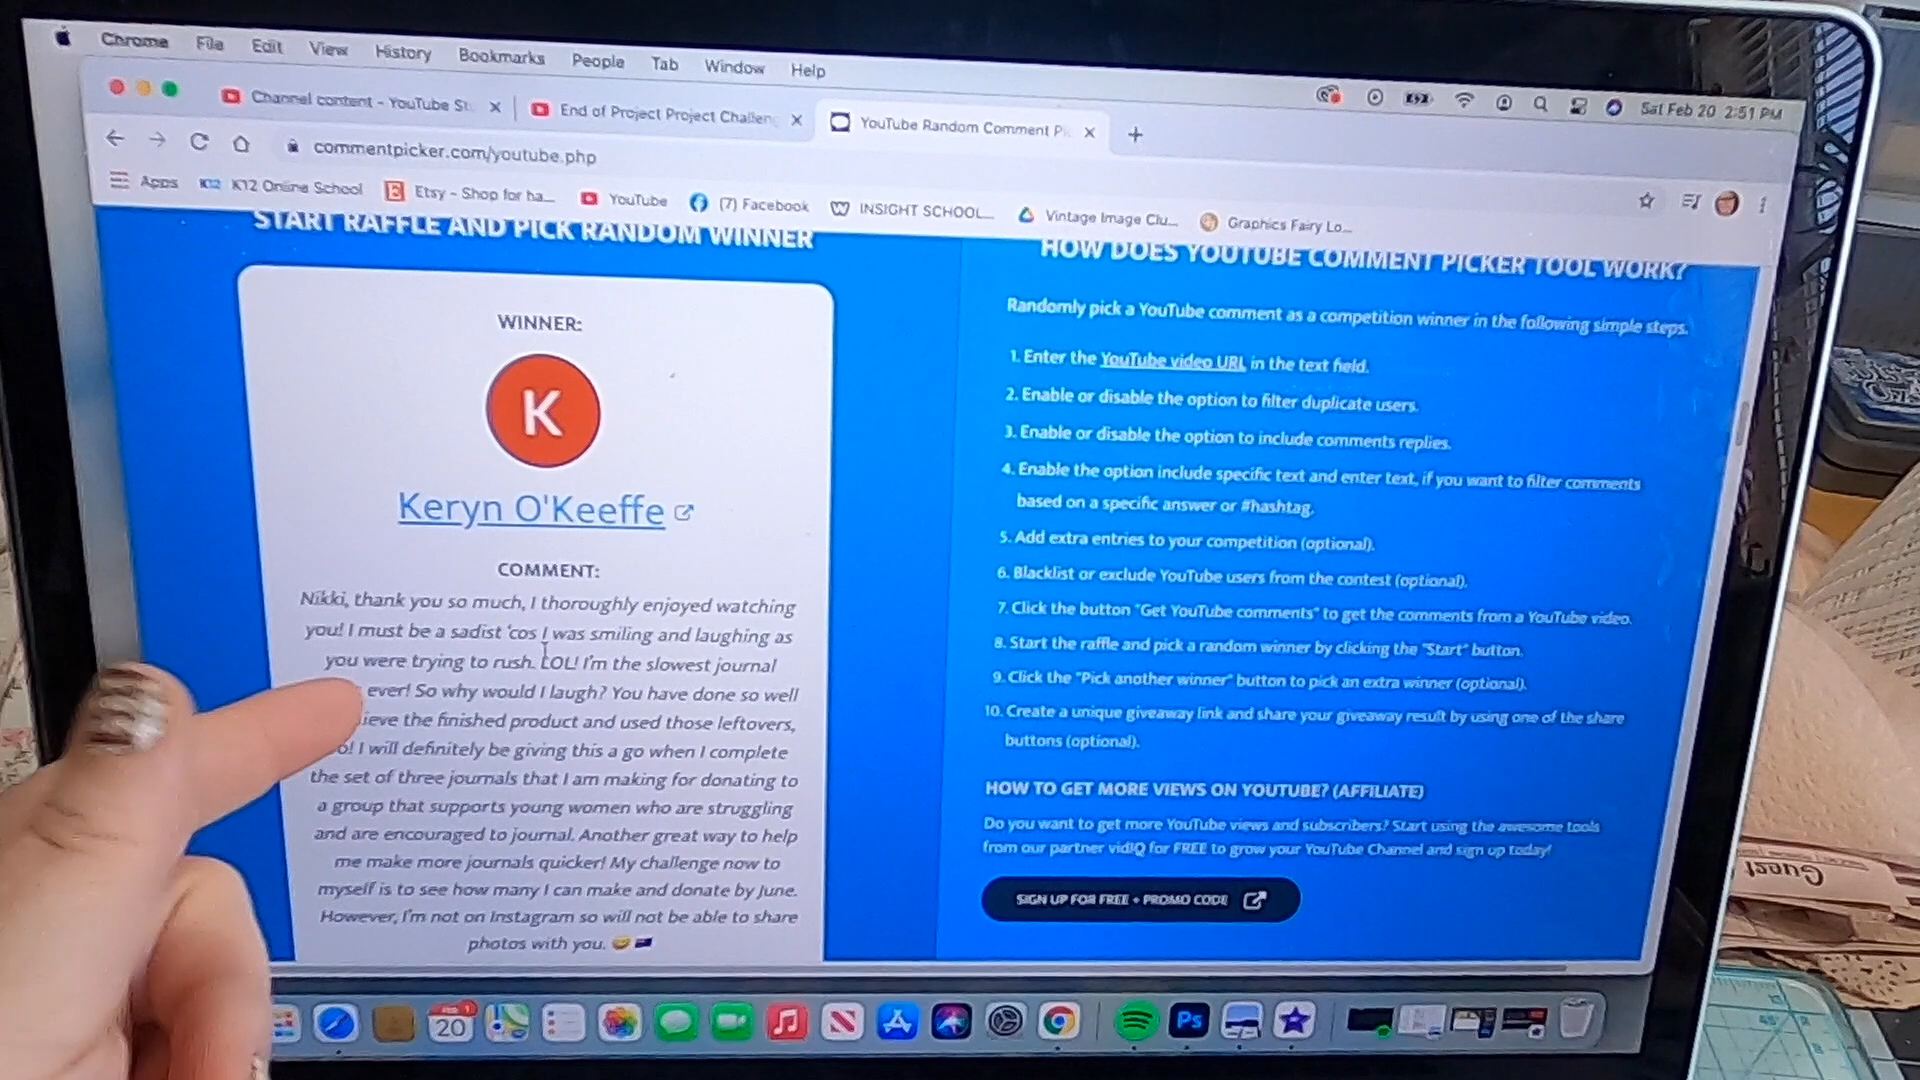 Chrome File Edit View History Bookmarks People Tab Window Help
Sat Feb 20 2:51 PM
Channel content - YouTube St
End of Project Project Challen
YouTube Random Comment Pi
commentpicker.com/youtube.php
Apps
K12 K12 Online School
Etsy - Shop for ha...
YouTube
(7) Facebook
INSIGHT SCHOOL...
Vintage Image Clu...
Graphics Fairy Lo...
START RAFFLE AND PICK RANDOM WINNER
WINNER:
K
Keryn O'Keeffe
COMMENT:
Nikki, thank you so much, I thoroughly enjoyed watching
you! I must be a sadist 'cos I was smiling and laughing as
you were trying to rush. LOL! I'm the slowest journal
ever! So why would I laugh? You have done so well
the finished product and used those leftovers,
I will definitely be giving this a go when I complete
the set of three journals that I am making for donating to
a group that supports young women who are struggling
and are encouraged to journal. Another great way to help
me make more journals quicker! My challenge now to
myself is to see how many I can make and donate by June.
However, I'm not on Instagram so will not be able to share
photos with you.
HOW DOES YOUTUBE COMMENT PICKER TOOL WORK?
Randomly pick a YouTube comment as a competition winner in the following simple steps.
1. Enter the YouTube video URL in the text field.
2. Enable or disable the option to filter duplicate users.
3. Enable or disable the option to include comments replies.
4. Enable the option include specific text and enter text, if you want to filter comments
based on a specific answer or #hashtag.
5. Add extra entries to your competition (optional).
6. Blacklist or exclude YouTube users from the contest (optional).
7. Click the button "Get YouTube comments" to get the comments from a YouTube video.
8. Start the raffle and pick a random winner by clicking the "Start" button.
9. Click the "Pick another winner" button to pick an extra winner (optional).
10. Create a unique giveaway link and share your giveaway result by using one of the share
buttons (optional).
HOW TO GET MORE VIEWS ON YOUTUBE? (AFFILIATE)
Do you want to get more YouTube views and subscribers? Start using the awesome tools
from our partner vidIQ for FREE to grow your YouTube Channel and sign up today!
SIGN UP FOR FREE + PROMO CODE
20
Ps
Guest